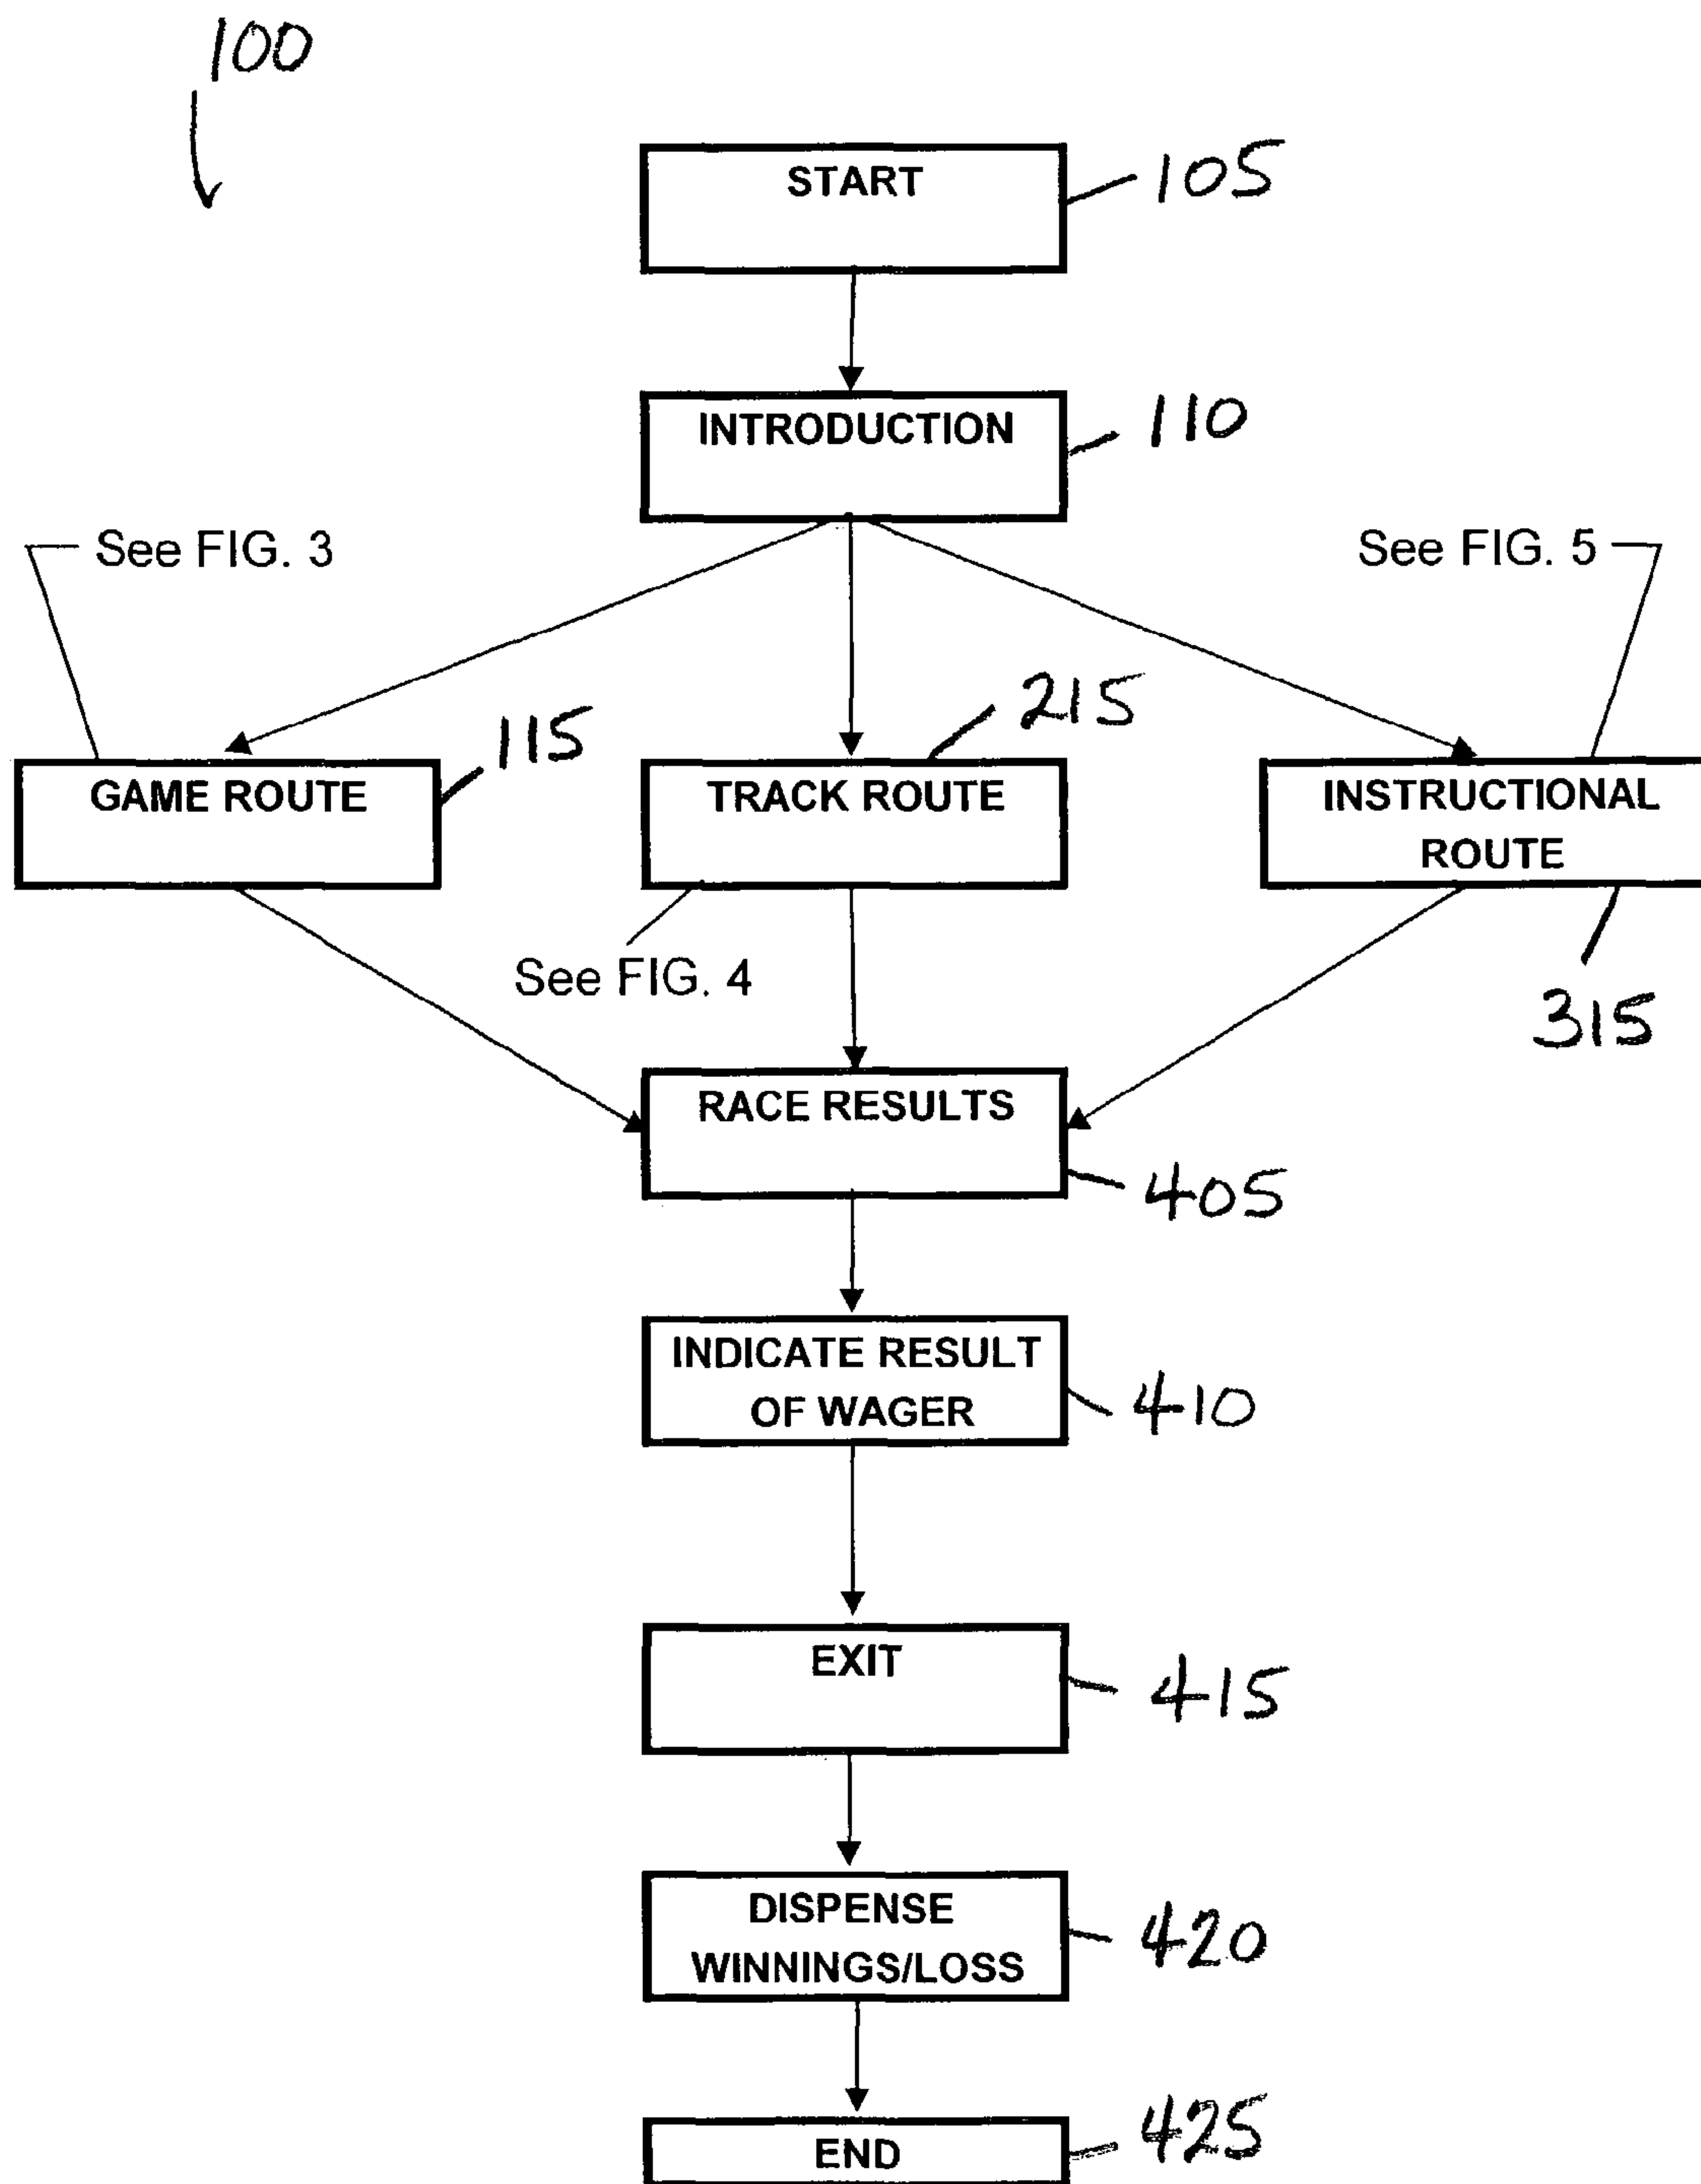 100
START
105
INTRODUCTION
110
See FIG. 3
See FIG. 5
115
215
GAME ROUTE
TRACK ROUTE
INSTRUCTIONAL
ROUTE
See FIG. 4
315
RACE RESULTS
405
INDICATE RESULT
OF WAGER
410
EXIT
415
DISPENSE
WINNINGS/LOSS
420
END
425